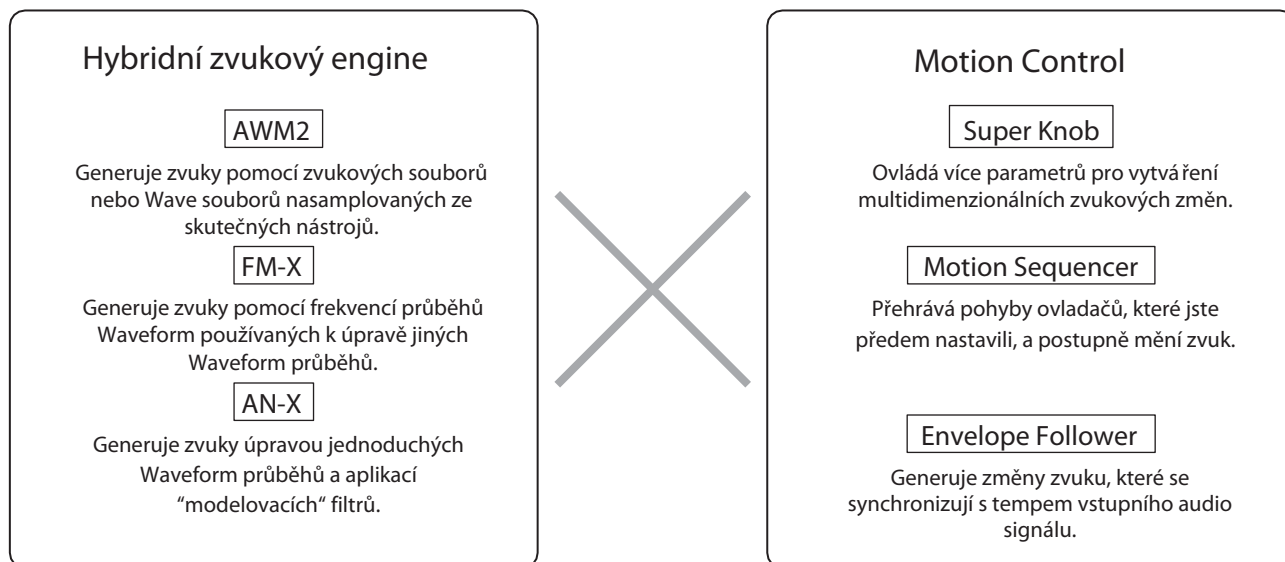 Hybridní zvukový engine
AWM2
Generuje zvuky pomocí zvukových souborů
nebo Wave souborů nasamplovaných ze
skutečných nástrojů.
FM-X
Generuje zvuky pomocí frekvencí průběhů
Waveform používaných k úpravě jiných
Waveform průběhů.
AN-X
Generuje zvuky úpravou jednoduchých
Waveform průběhů a aplikací
“modelovacích“ filtrů.
Motion Control
Super Knob
Ovládá více parametrů pro vytváření
multidimenzionálních zvukových změn.
Motion Sequencer
Přehrává pohyby ovladačů, které jste
předem nastavili, a postupně mění zvuk.
Envelope Follower
Generuje změny zvuku, které se
synchronizují s tempem vstupního audio
signálu.